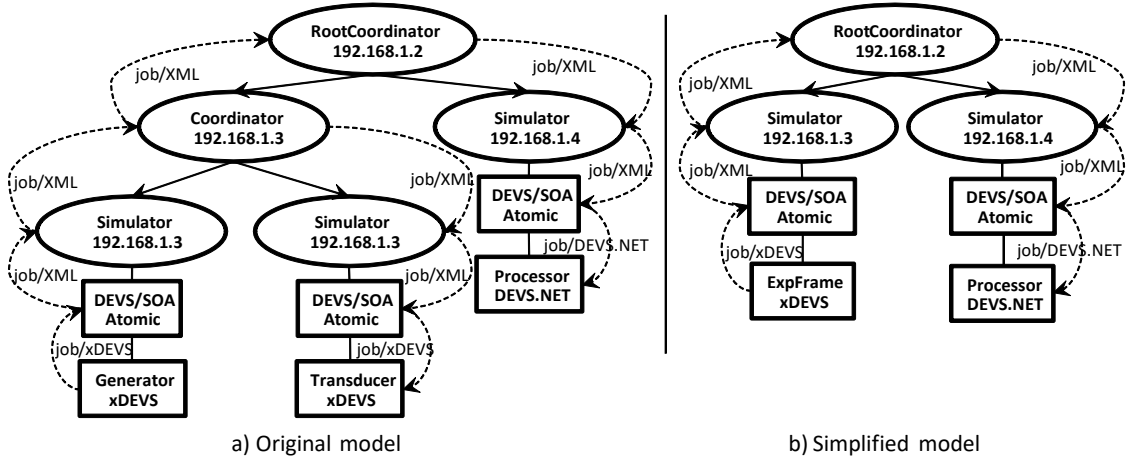 RootCoordinator
192.168.1.2
job/XML
job/XML
Coordinator
192.168.1.3
Simulator
192.168.1.4
job/XML
job/XML
job/XML
DEVS/SOA
Atomic
Simulator
192.168.1.3
Simulator
192.168.1.3
job/DEVS.NET
job/XML
job/XML
Processor
DEVS.NET
DEVS/SOA
Atomic
DEVS/SOA
Atomic
job/xDEVS
job/xDEVS
Generator
xDEVS
Transducer
xDEVS
a) Original model
RootCoordinator
192.168.1.2
job/XML
job/XML
Simulator
192.168.1.3
Simulator
192.168.1.4
job/XML
job/XML
DEVS/SOA
Atomic
DEVS/SOA
Atomic
job/xDEVS
job/DEVS.NET
ExpFrame
xDEVS
Processor
DEVS.NET
b) Simplified model